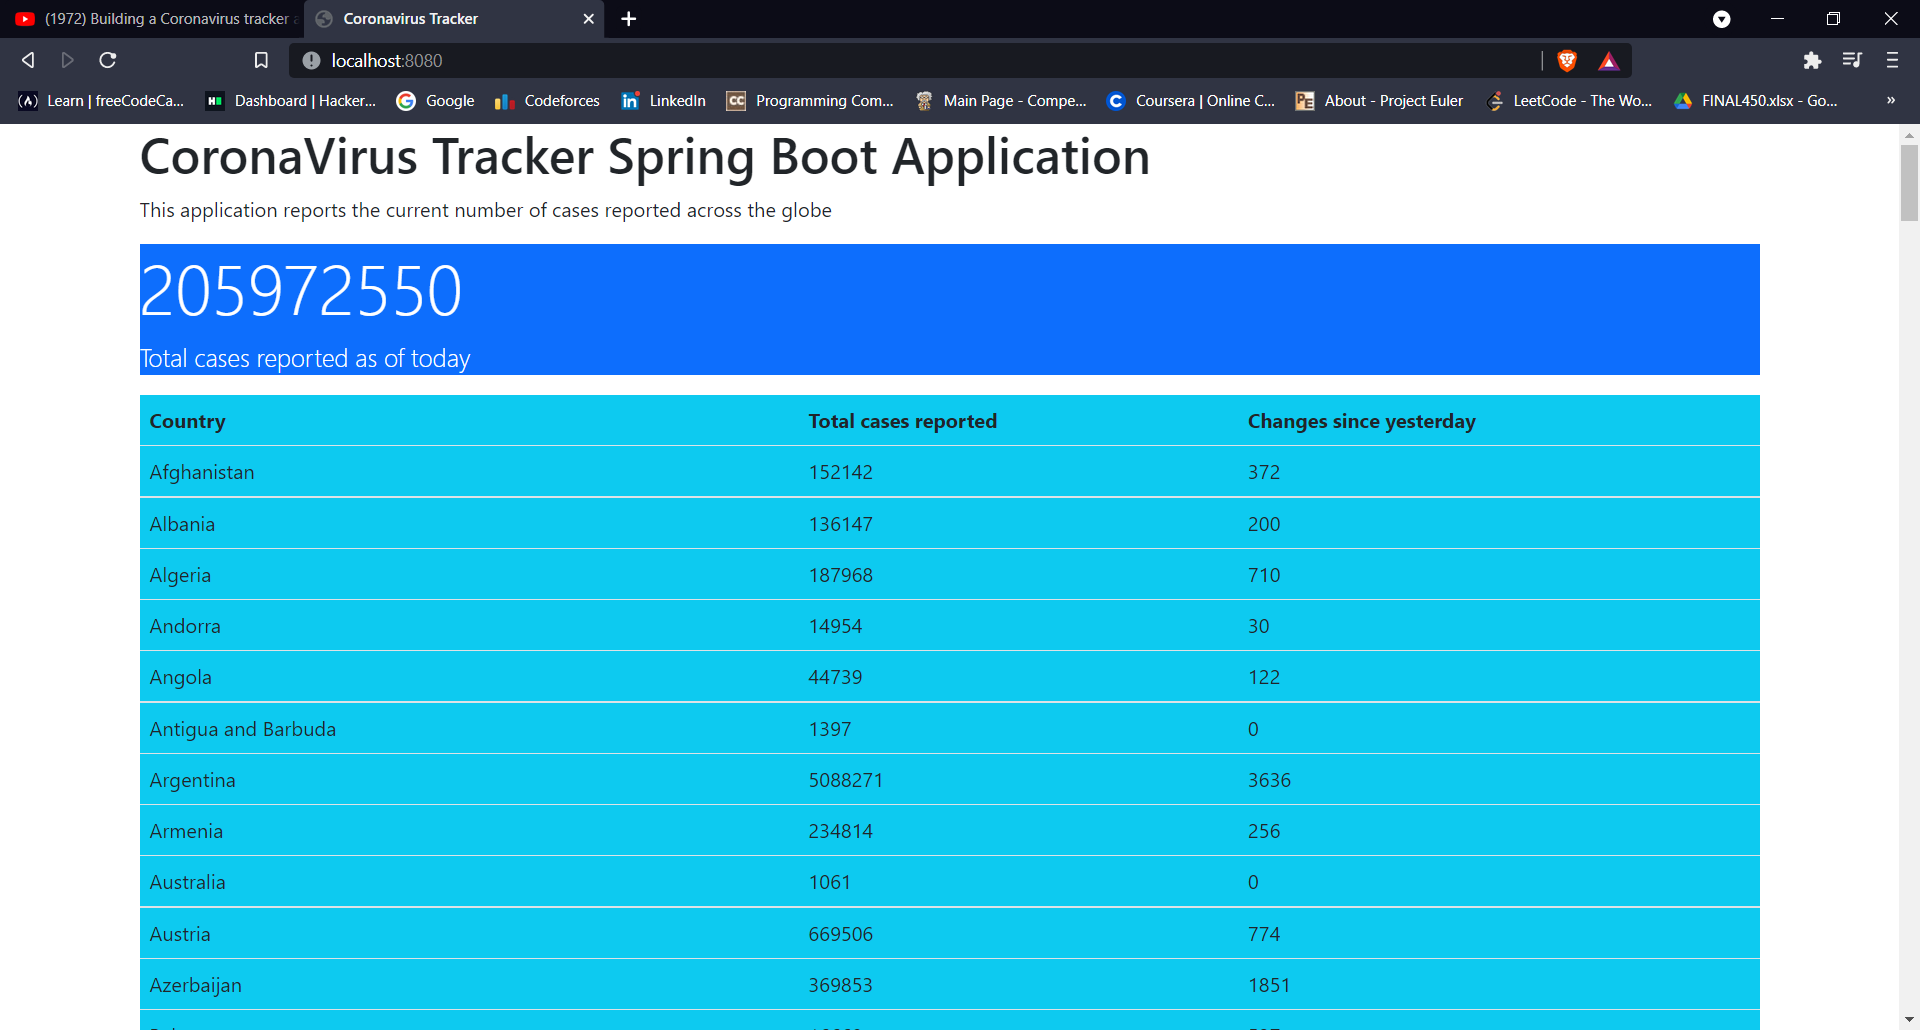 (1972) Building a Coronavirus tracker
Coronavirus Tracker
localhost:8080
Learn | freeCodeCa... Dashboard | Hacker... Google Codeforces LinkedIn Programming Com... Main Page - Compe... Coursera | Online C... About - Project Euler LeetCode - The Wo... FINAL450.xlsx - Go... »
CoronaVirus Tracker Spring Boot Application
This application reports the current number of cases reported across the globe
205972550
Total cases reported as of today
Country Total cases reported Changes since yesterday
Afghanistan 152142 372
Albania 136147 200
Algeria 187968 710
Andorra 14954 30
Angola 44739 122
Antigua and Barbuda 1397 0
Argentina 5088271 3636
Armenia 234814 256
Australia 1061 0
Austria 669506 774
Azerbaijan 369853 1851